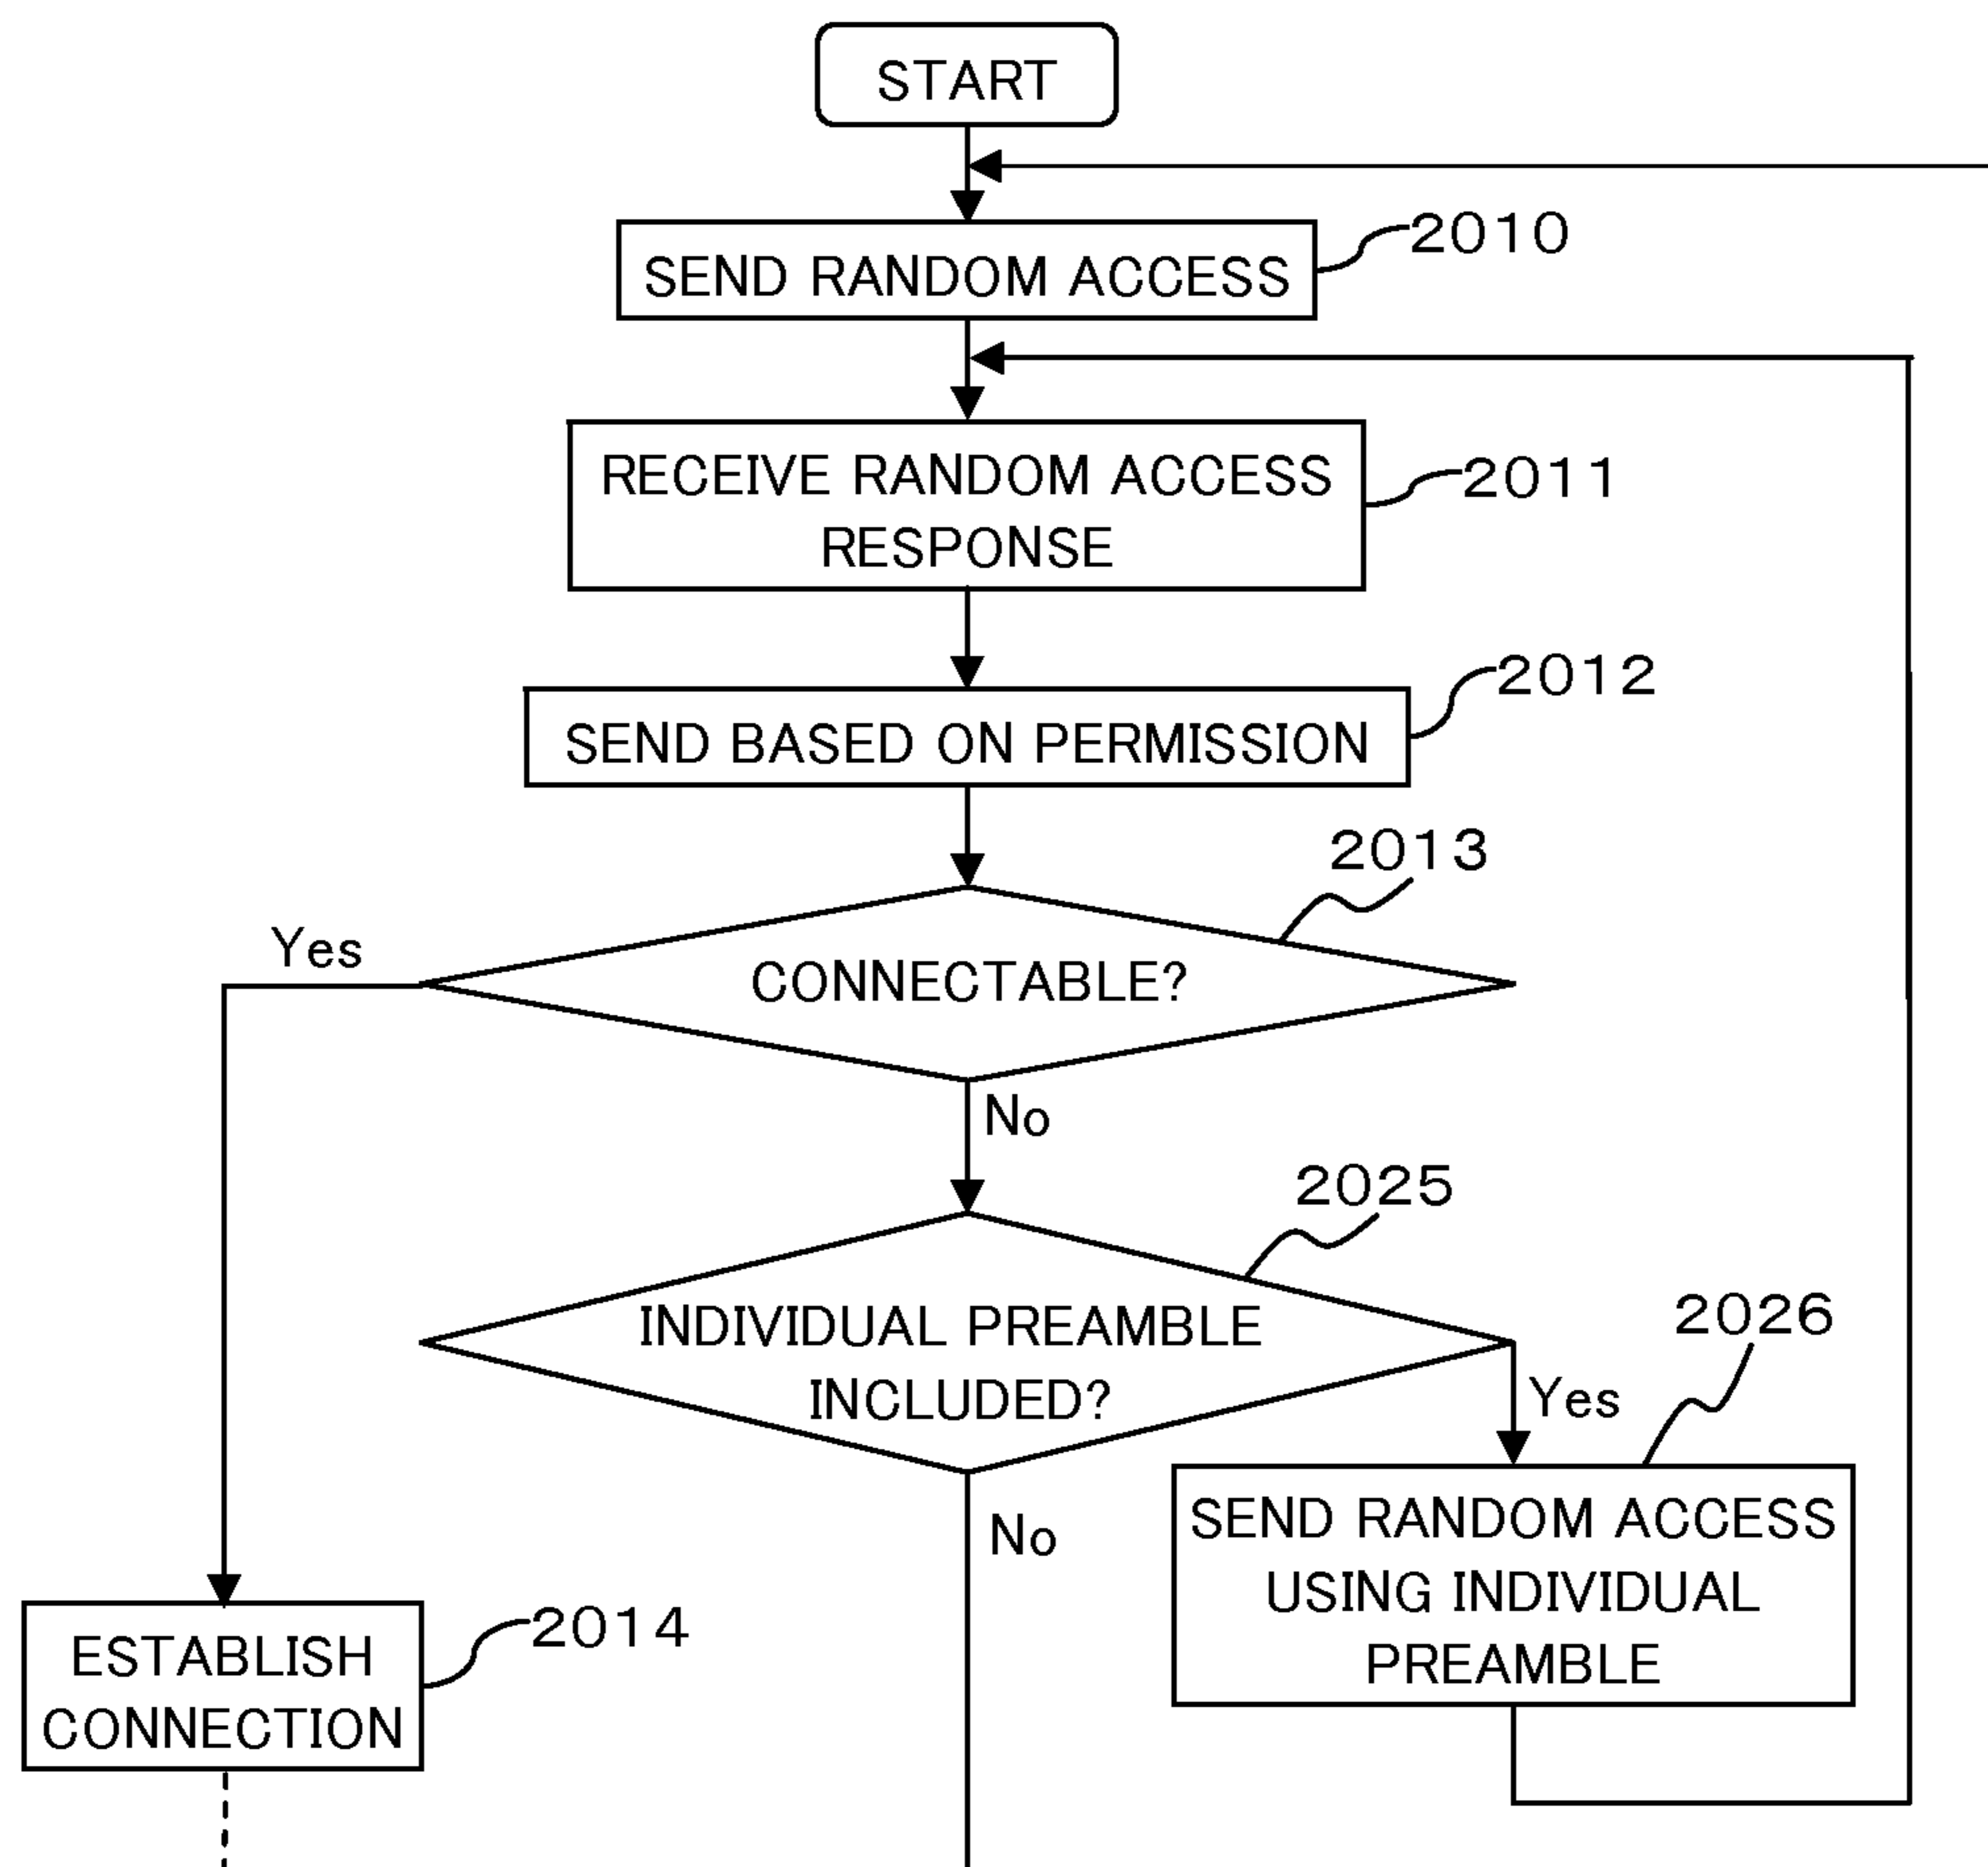 START
2010
SEND RANDOM ACCESS
RECEIVE RANDOM ACCESS
RESPONSE
2011
2012
SEND BASED ON PERMISSION
2013
Yes
CONNECTABLE?
No
2025
INDIVIDUAL PREAMBLE
INCLUDED?
2026
Yes
No
SEND RANDOM ACCESS
USING INDIVIDUAL
PREAMBLE
2014
ESTABLISH
CONNECTION